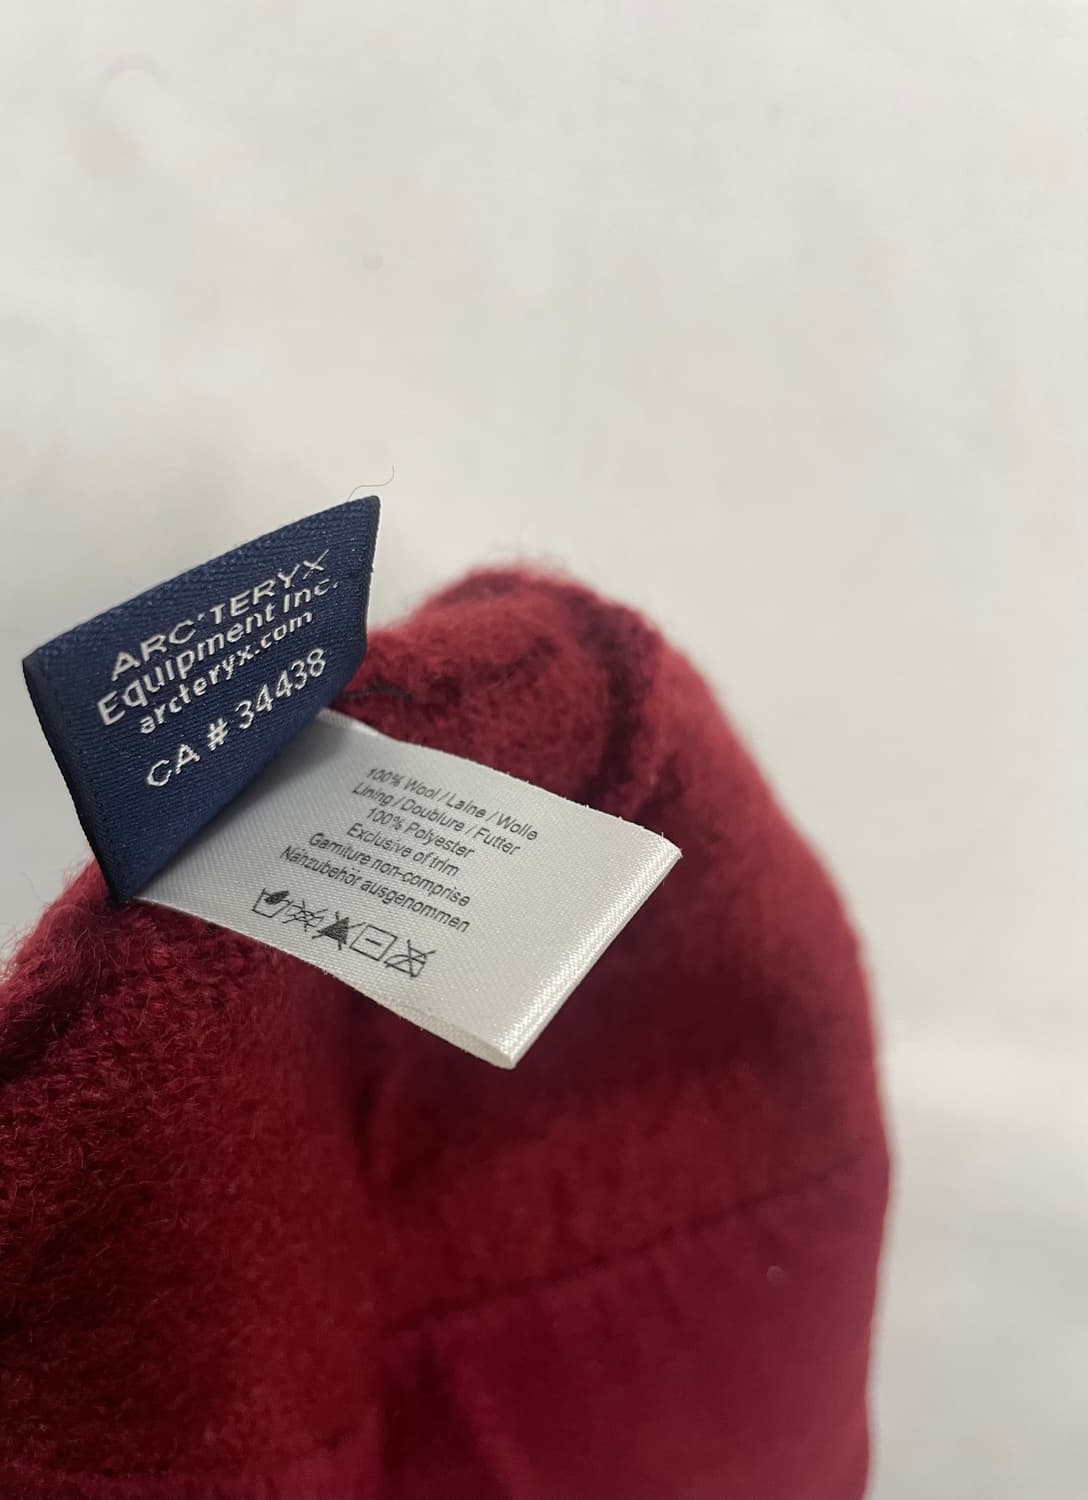 ARC'TERYX
Equipment Inc.
arcteryx.com
CA # 34438
100% Wool / Laine / Wolle
Lining / Doublure / Futter
100% Polyester
Exclusive of trim
Garniture non-comprise
Nähzubehör ausgenommen